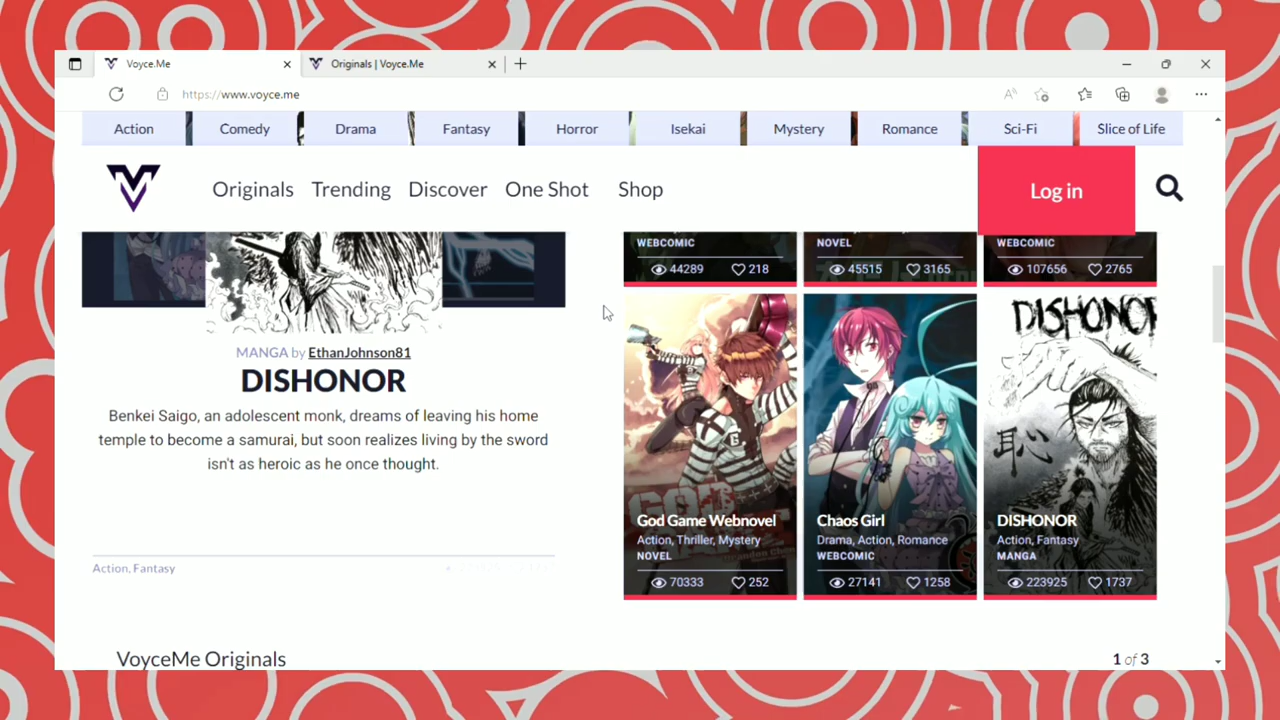 Voyce.Me
Originals | Voyce.Me
https://www.voyce.me
Action
Comedy
Drama
Fantasy
Horror
Isekai
Mystery
Romance
Sci-Fi
Slice of Life
Originals
Trending
Discover
One Shot
Shop
Log in
MANGA by EthanJohnson81
DISHONOR
Benkei Saigo, an adolescent monk, dreams of leaving his home
temple to become a samurai, but soon realizes living by the sword
isn't as heroic as he once thought.
Action, Fantasy
WEBCOMIC
44289 218
NOVEL
45515 3165
WEBCOMIC
107656 2765
God Game Webnovel
Action, Thriller, Mystery
NOVEL
70333 252
Chaos Girl
Drama, Action, Romance
WEBCOMIC
27141 1258
DISHONOR
恥
DISHONOR
Action, Fantasy
MANGA
223925 1737
VoyceMe Originals
1 of 3